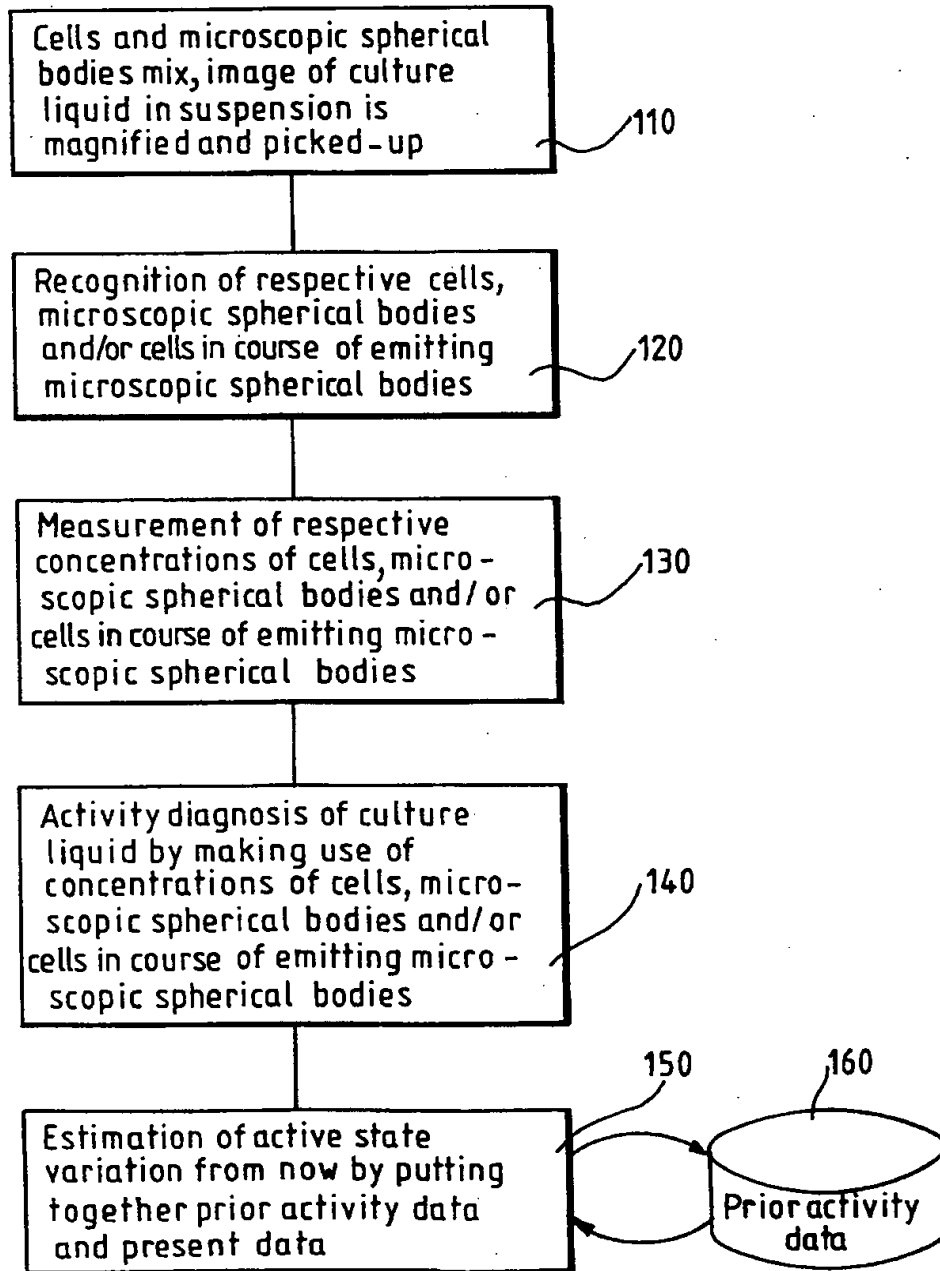 Cells and microscopic spherical
bodies mix, image of culture
liquid in suspension is
magnified and picked-up
110
Recognition of respective cells,
microscopic spherical bodies
and/or cells in course of emitting
microscopic spherical bodies
120
Measurement of respective
concentrations of cells, micro-
scopic spherical bodies and/or
cells in course of emitting micro-
scopic spherical bodies
130
Activity diagnosis of culture
liquid by making use of
concentrations of cells, micro-
scopic spherical bodies and/or
cells in course of emitting micro-
scopic spherical bodies
140
Estimation of active state
variation from now by putting
together prior activity data
and present data
150
160
Prior activity
data